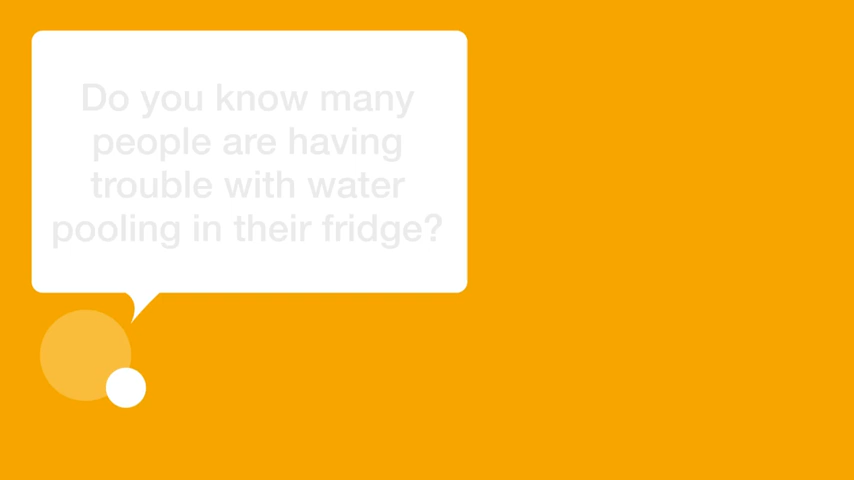 Do you know many
people are having
trouble with water
pooling in their fridge?